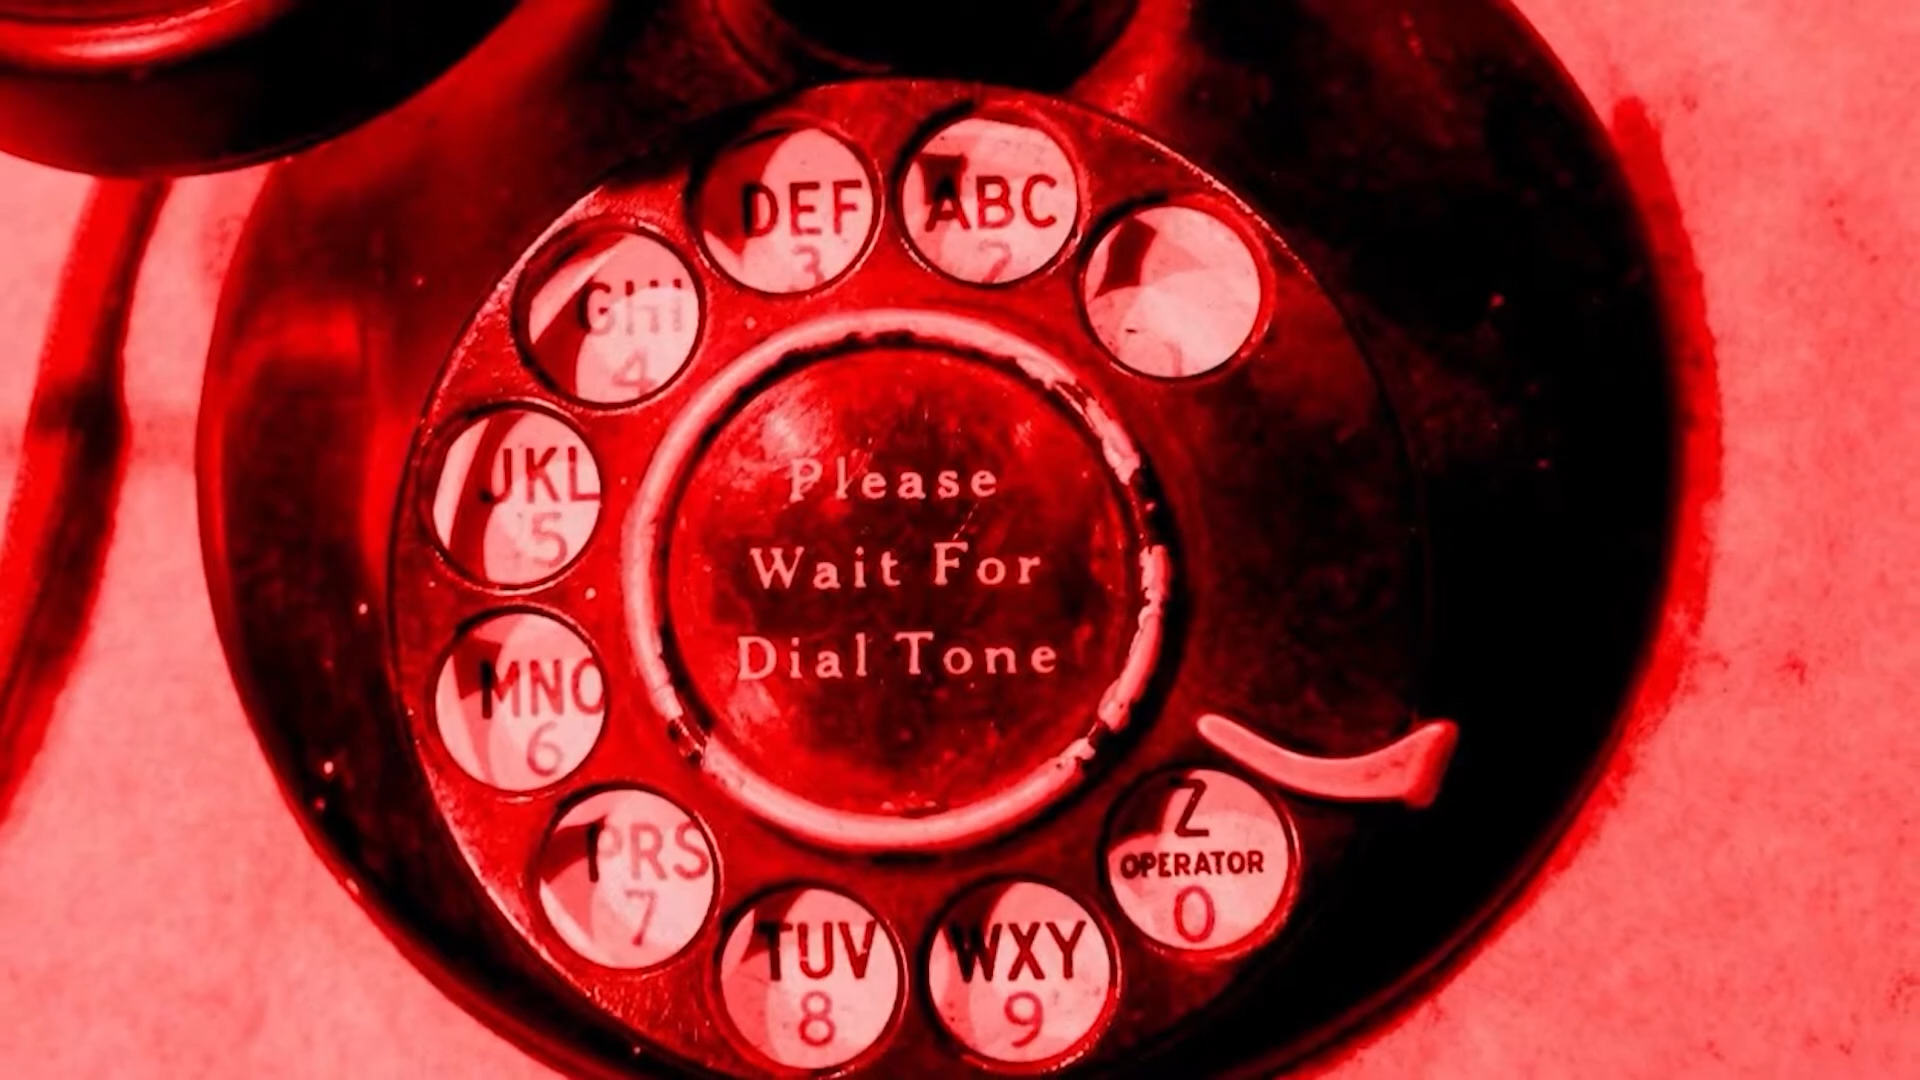 ABC
2
DEF
3
GHI
4
JKL
5
MNO
6
PRS
7
TUV
8
WXY
9
Z
OPERATOR
0
Please
Wait For
Dial Tone